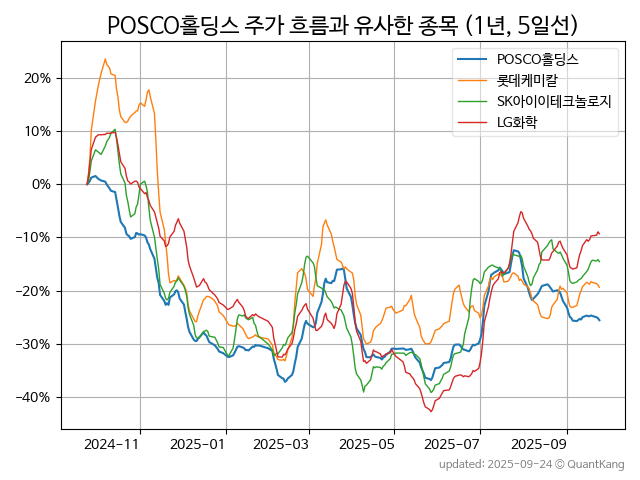 POSCO홀딩스 주가 흐름과 유사한 종목 (1년, 5일선)
POSCO홀딩스
롯데케미칼
SK아이이테크놀로지
LG화학
20%
10%
0%
−10%
−20%
−30%
−40%
2024-11
2025-01
2025-03
2025-05
2025-07
2025-09
updated: 2025-09-24 © QuantKang